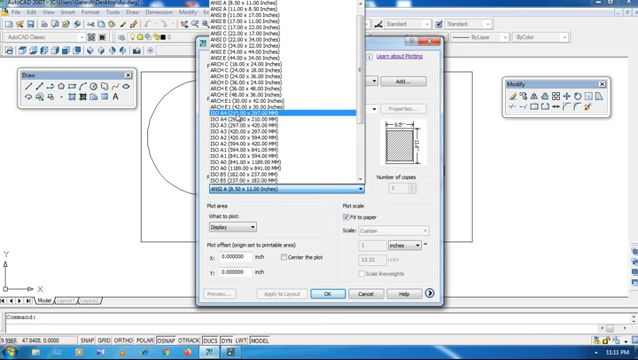 AutoCAD 2007 - [C:\Users\Ganesh\Desktop\Au.dwg]
File Edit View Insert Format Tools Draw Dimension Modify
Standard
Standard
AutoCAD Classic
ByLayer
ByColor
Draw
Modify
Learn about Plotting
Add...
Properties...
ANSI A (8.50 x 11.00 Inches)
ANSI A (11.00 x 8.50 Inches)
ANSI B (11.00 x 17.00 Inches)
ANSI B (17.00 x 11.00 Inches)
ANSI C (17.00 x 22.00 Inches)
ANSI C (22.00 x 17.00 Inches)
ANSI D (22.00 x 34.00 Inches)
ANSI D (34.00 x 22.00 Inches)
ANSI E (34.00 x 44.00 Inches)
ANSI E (44.00 x 34.00 Inches)
ARCH C (18.00 x 24.00 Inches)
ARCH C (24.00 x 18.00 Inches)
ARCH D (24.00 x 36.00 Inches)
ARCH D (36.00 x 24.00 Inches)
ARCH E (36.00 x 48.00 Inches)
ARCH E (48.00 x 36.00 Inches)
ARCH E1 (30.00 x 42.00 Inches)
ARCH E1 (42.00 x 30.00 Inches)
ISO A4 (210.00 x 297.00 MM)
ISO A4 (297.00 x 210.00 MM)
ISO A3 (297.00 x 420.00 MM)
ISO A3 (420.00 x 297.00 MM)
ISO A2 (420.00 x 594.00 MM)
ISO A2 (594.00 x 420.00 MM)
ISO A1 (594.00 x 841.00 MM)
ISO A1 (841.00 x 594.00 MM)
ISO A0 (841.00 x 1189.00 MM)
ISO A0 (1189.00 x 841.00 MM)
ISO B5 (182.00 x 237.00 MM)
ISO B5 (237.00 x 182.00 MM)
ANSI A (8.50 x 11.00 Inches)
8.5''
11.0''
Number of copies
1
Plot area
What to plot:
Display
Plot scale
Fit to paper
Scale: Custom
1 inches =
13.33 units
Scale lineweights
Plot offset (origin set to printable area)
X: 0.000000 inch
Center the plot
Y: 0.000000 inch
Preview...
Apply to Layout
OK
Cancel
Help
Y
X
Model Layout1 Layout2
Command:
SNAP GRID ORTHO POLAR OSNAP OTRACK DUCS DYN LWT MODEL
11:11 PM